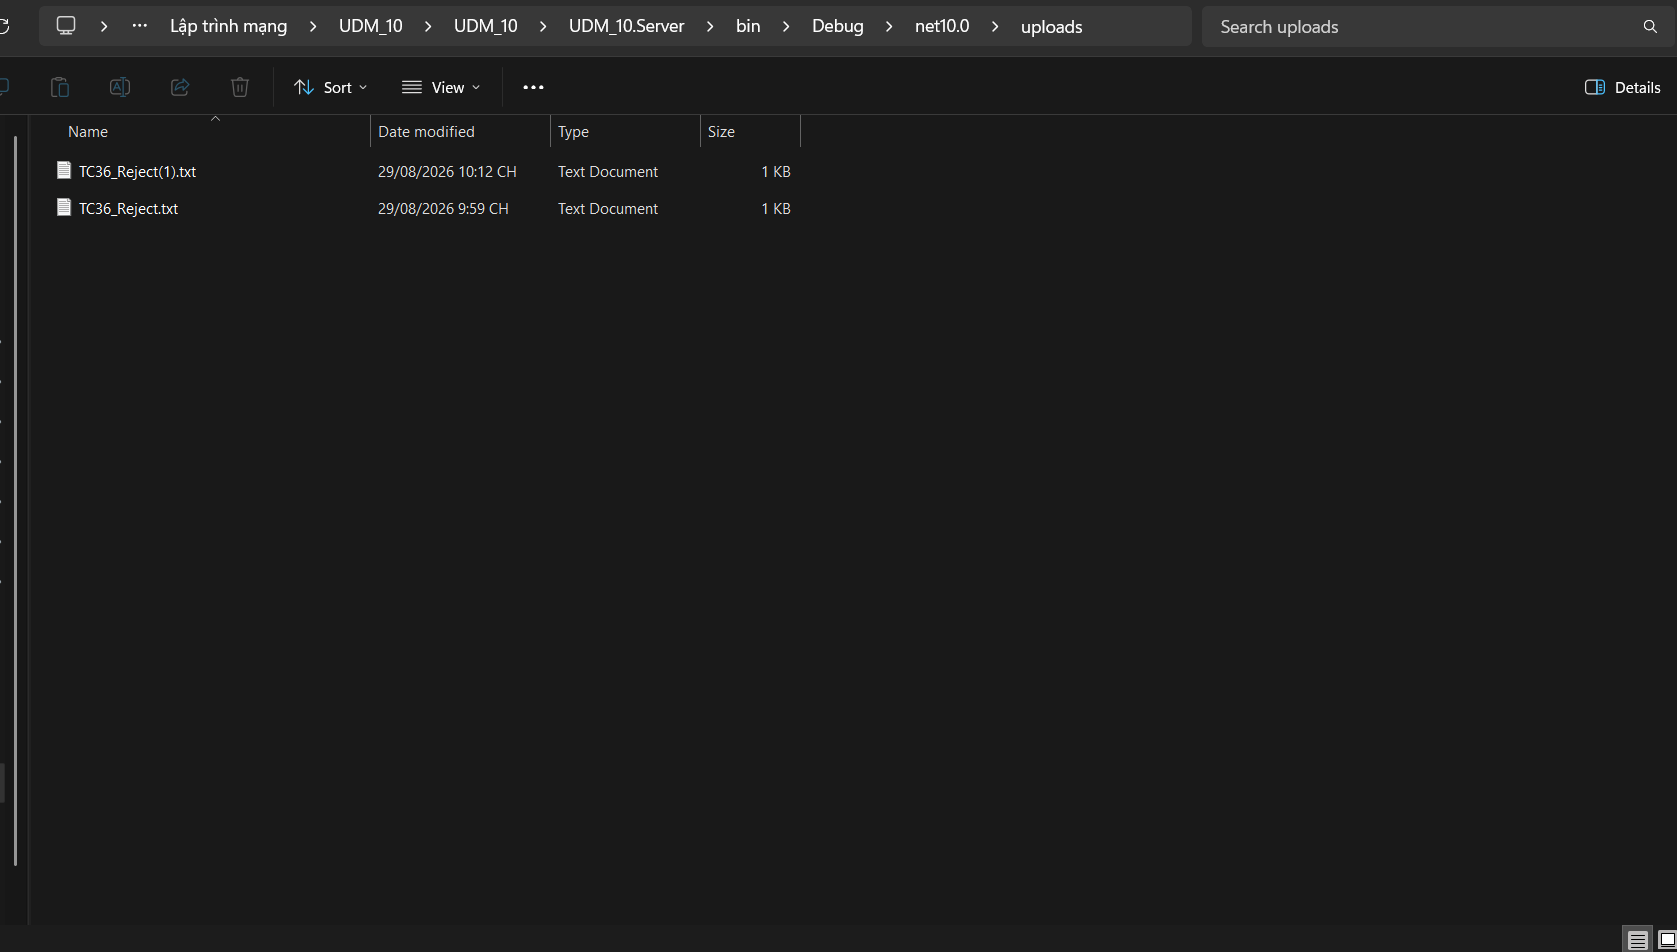 Lập trình mạng > UDM_10 > UDM_10 > UDM_10.Server > bin > Debug > net10.0 > uploads
Search uploads
Sort View Details
Name Date modified Type Size
TC36_Reject(1).txt 29/08/2026 10:12 CH Text Document 1 KB
TC36_Reject.txt 29/08/2026 9:59 CH Text Document 1 KB